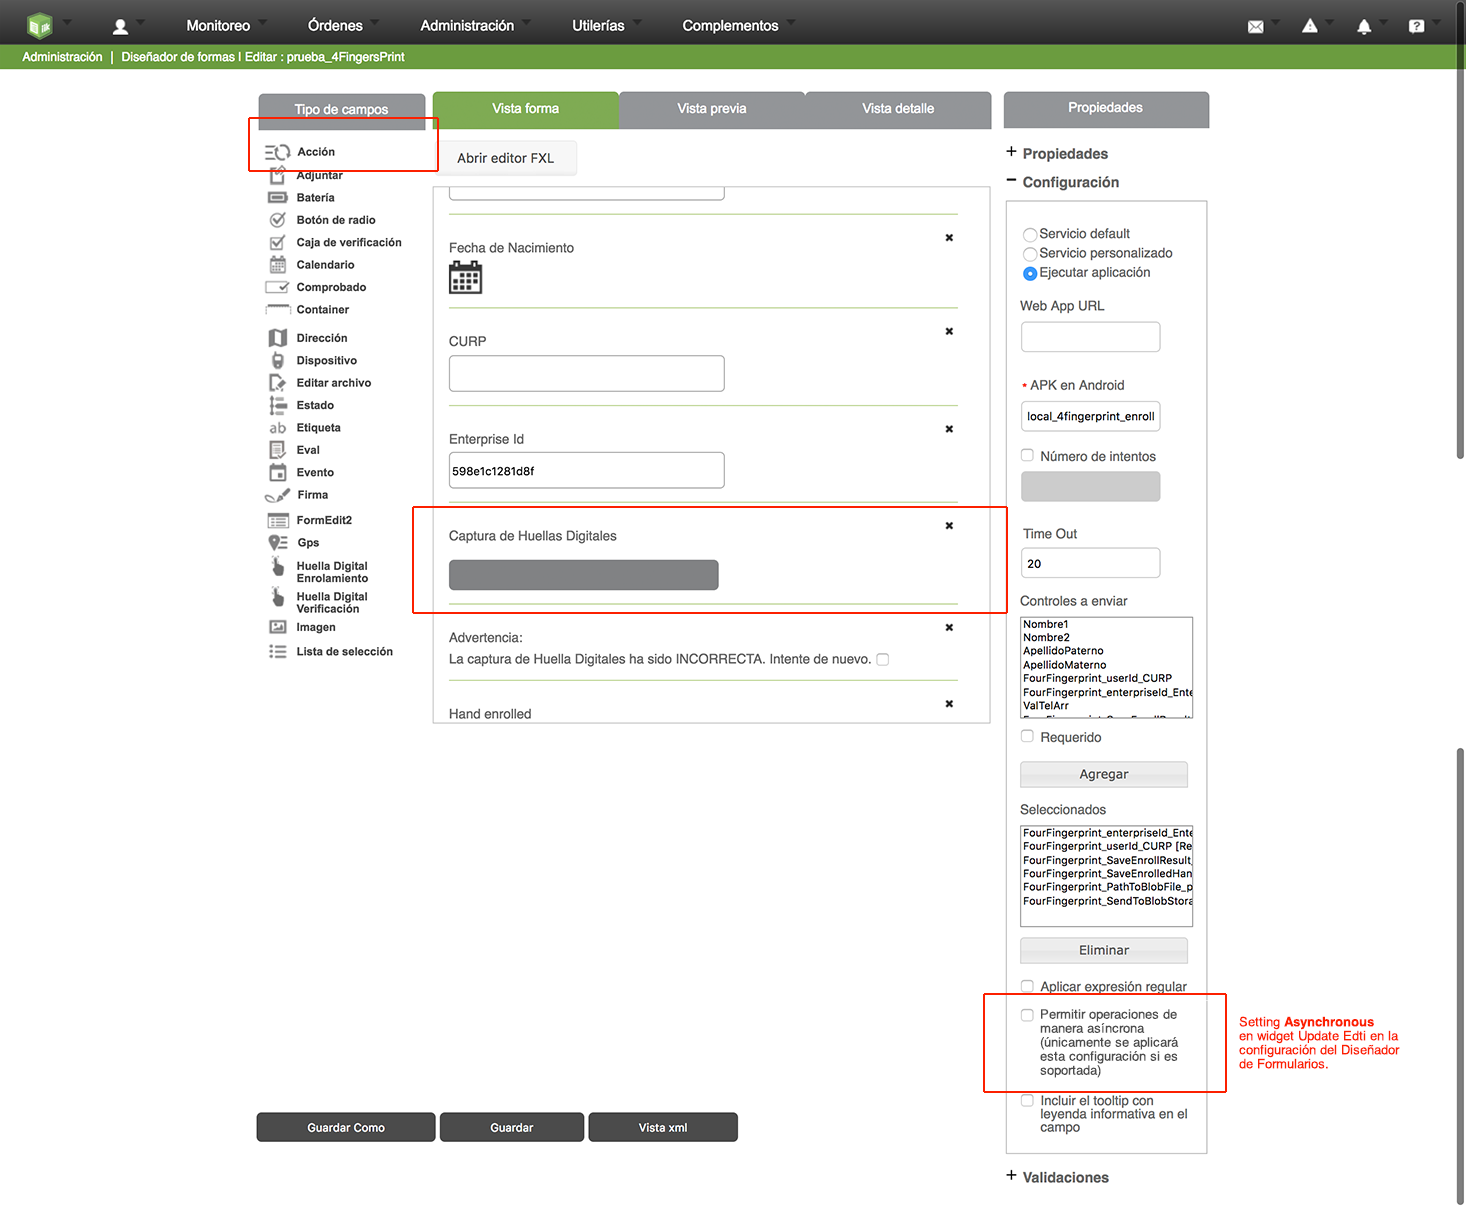 Monitoreo
Órdenes
Administración
Utilerías
Complementos
Administración | Diseñador de formas l Editar : prueba_4FingersPrint
Tipo de campos
Acción
Adjuntar
Batería
Botón de radio
Caja de verificación
Calendario
Comprobado
Container
Dirección
Dispositivo
Editar archivo
Estado
ab Etiqueta
Eval
Evento
Firma
FormEdit2
Gps
Huella Digital
Enrolamiento
Huella Digital
Verificación
Imagen
Lista de selección
Vista forma
Vista previa
Vista detalle
Abrir editor FXL
Fecha de Nacimiento
CURP
Enterprise Id
598e1c1281d8f
Captura de Huellas Digitales
Advertencia:
La captura de Huella Digitales ha sido INCORRECTA. Intente de nuevo.
Hand enrolled
Guardar Como
Guardar
Vista xml
Propiedades
+ Propiedades
− Configuración
Servicio default
Servicio personalizado
Ejecutar aplicación
Web App URL
* APK en Android
local_4fingerprint_enroll
Número de intentos
Time Out
20
Controles a enviar
Nombre1
Nombre2
ApellidoPaterno
ApellidoMaterno
FourFingerprint_userId_CURP
FourFingerprint_enterpriseId_Ente
ValTelArr
Requerido
Agregar
Seleccionados
FourFingerprint_enterpriseId_Ente
FourFingerprint_userId_CURP [Re
FourFingerprint_SaveEnrollResult_
FourFingerprint_SaveEnrolledHan
FourFingerprint_PathToBlobFile_p
FourFingerprint_SendToBlobStora
Eliminar
Aplicar expresión regular
Permitir operaciones de
manera asíncrona
(únicamente se aplicará
esta configuración si es
soportada)
Incluir el tooltip con
leyenda informativa en el
campo
+ Validaciones
Setting Asynchronous
en widget Update Edti en la
configuración del Diseñador
de Formularios.